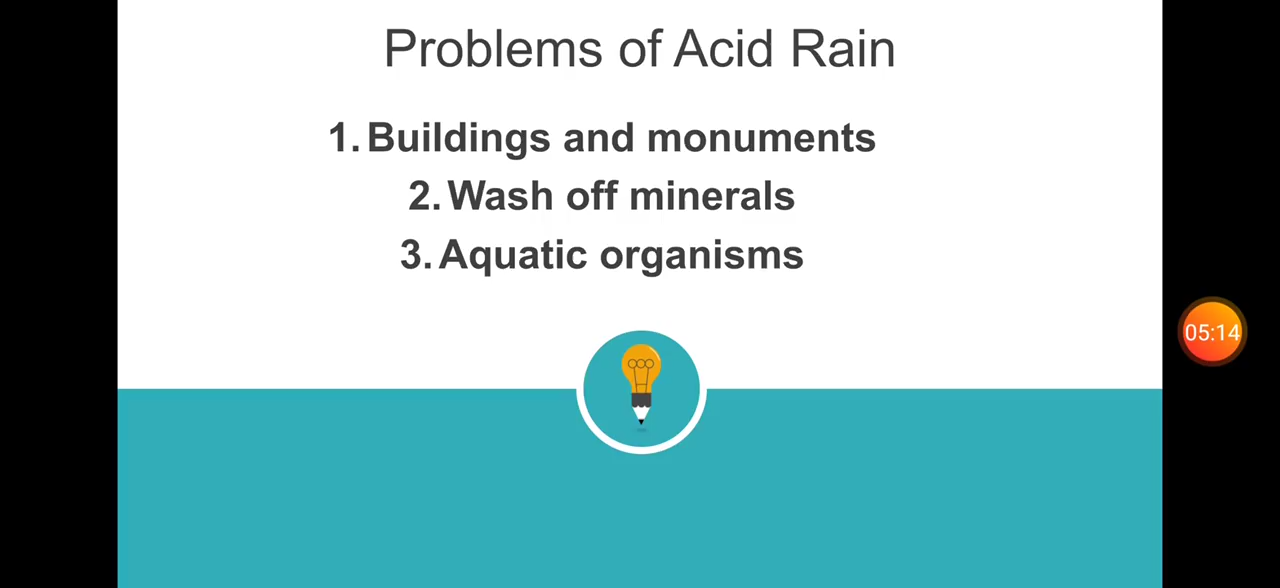 Problems of Acid Rain
1. Buildings and monuments
2. Wash off minerals
3. Aquatic organisms
05:14